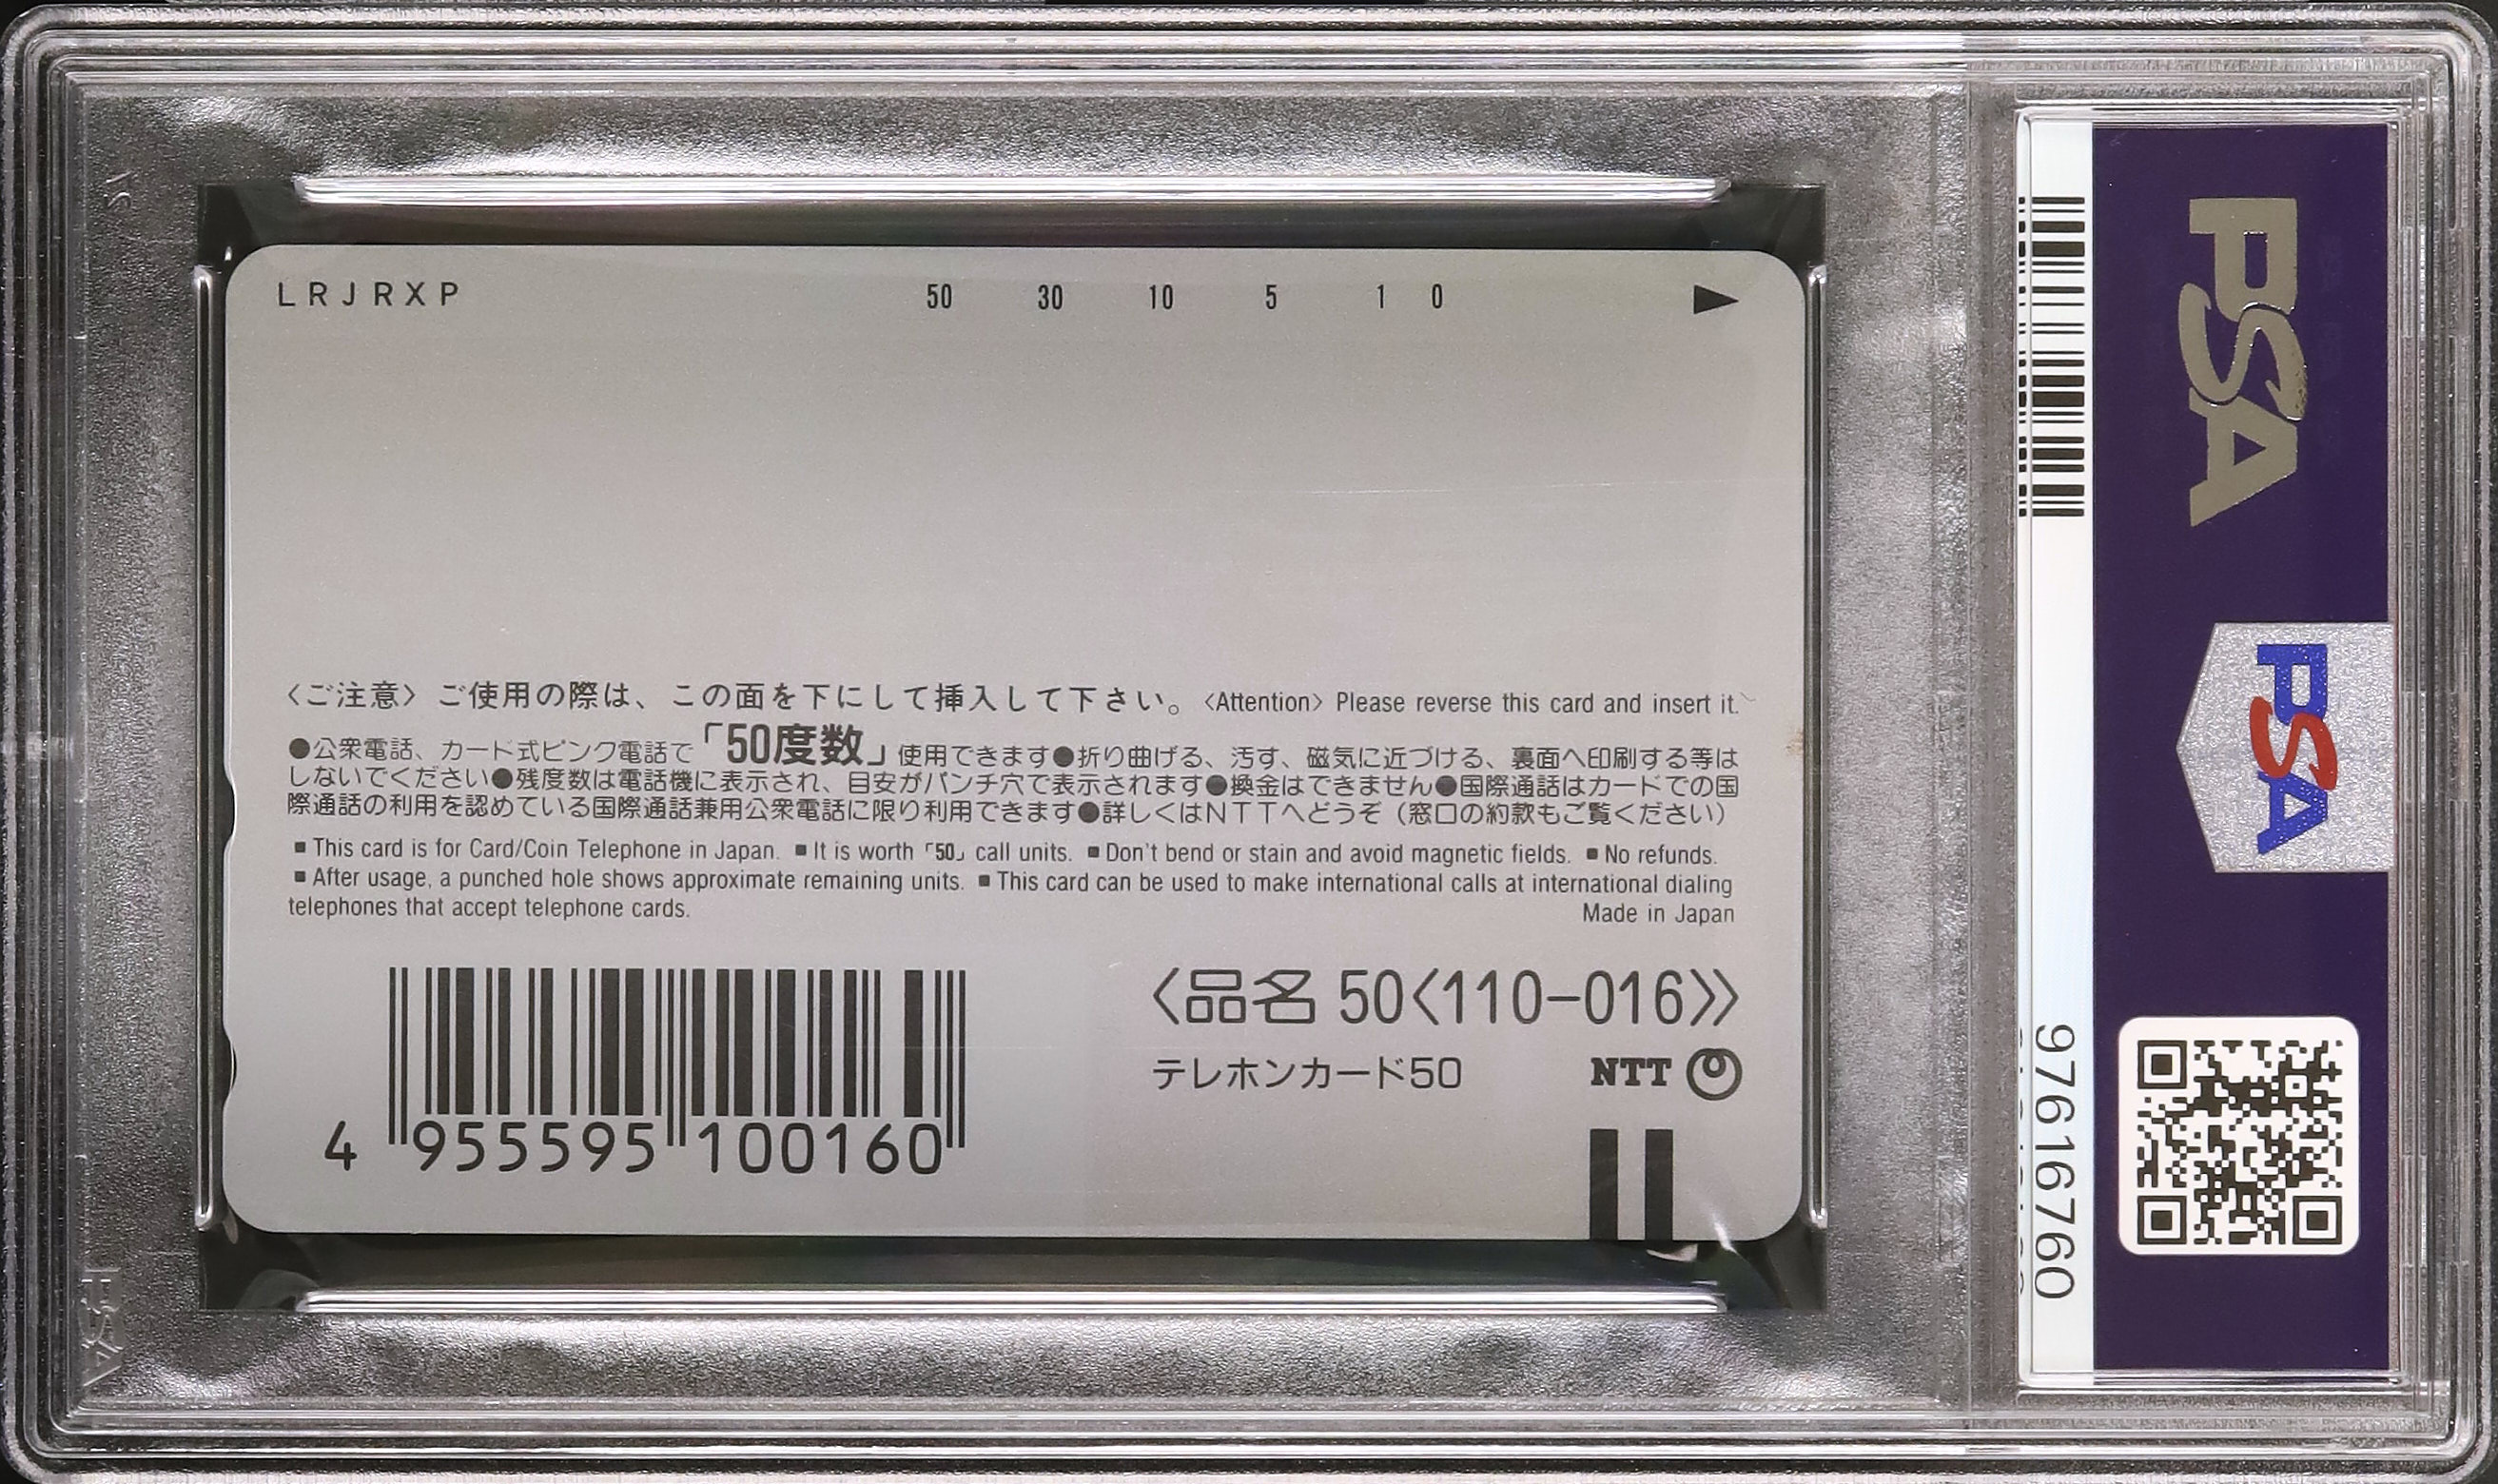 LRJRXP 50 30 10 5 1 0
〈ご注意〉 ご使用の際は、この面を下にして挿入して下さい。〈Attention〉 Please reverse this card and insert it.
●公衆電話、カード式ピンク電話で「50度数」使用できます●折り曲げる、汚す、磁気に近づける、裏面へ印刷する等は
しないでください●残度数は電話機に表示され、目安がパンチ穴で表示されます●換金はできません●国際通話はカードでの国
際通話の利用を認めている国際通話兼用公衆電話に限り利用できます●詳しくはNTTへどうぞ（窓口の約款もご覧ください）
■ This card is for Card/Coin Telephone in Japan. ■ It is worth「50」call units. ■ Don't bend or stain and avoid magnetic fields. ■ No refunds.
■ After usage, a punched hole shows approximate remaining units. ■ This card can be used to make international calls at international dialing
telephones that accept telephone cards. Made in Japan
〈品名 50〈110-016〉〉
テレホンカード50 NTT
4 955595 100160
PSA
PSA
97616760
PSA